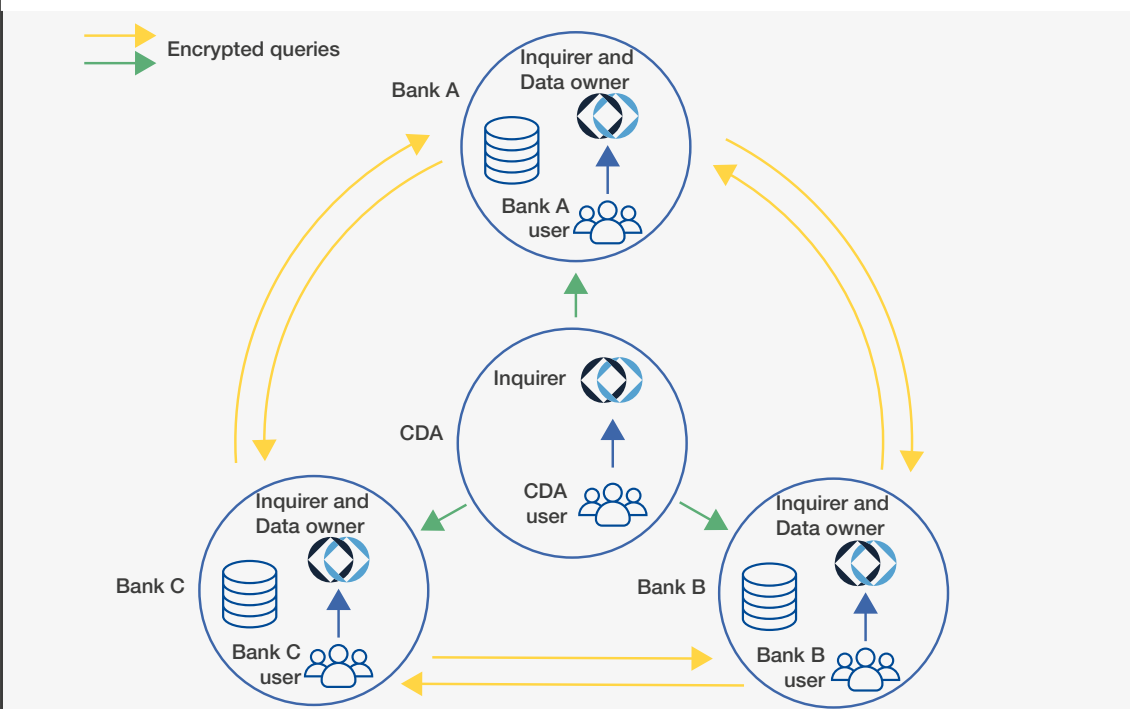 Encrypted queries
Bank A
Inquirer and
Data owner
Bank A
user
CDA
Inquirer
CDA
user
Bank C
Inquirer and
Data owner
Bank C
user
Bank B
Inquirer and
Data owner
Bank B
user